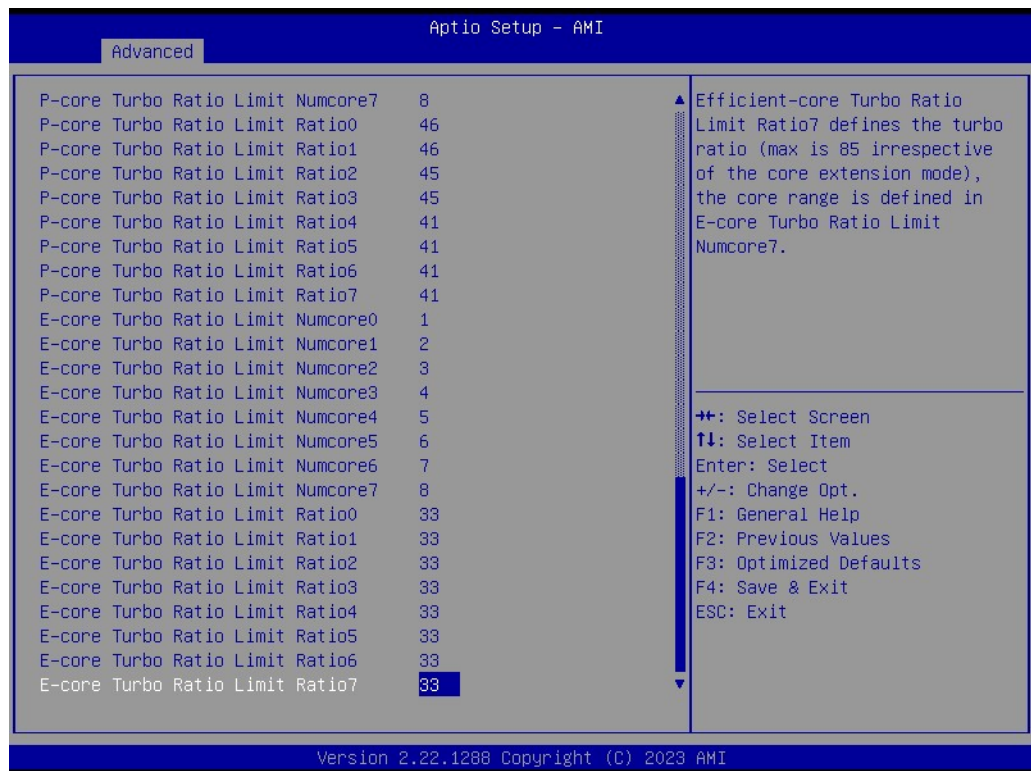 Aptio Setup - AMI
Advanced
P-core Turbo Ratio Limit Numcore7 8
P-core Turbo Ratio Limit Ratio0 46
P-core Turbo Ratio Limit Ratio1 46
P-core Turbo Ratio Limit Ratio2 45
P-core Turbo Ratio Limit Ratio3 45
P-core Turbo Ratio Limit Ratio4 41
P-core Turbo Ratio Limit Ratio5 41
P-core Turbo Ratio Limit Ratio6 41
P-core Turbo Ratio Limit Ratio7 41
E-core Turbo Ratio Limit Numcore0 1
E-core Turbo Ratio Limit Numcore1 2
E-core Turbo Ratio Limit Numcore2 3
E-core Turbo Ratio Limit Numcore3 4
E-core Turbo Ratio Limit Numcore4 5
E-core Turbo Ratio Limit Numcore5 6
E-core Turbo Ratio Limit Numcore6 7
E-core Turbo Ratio Limit Numcore7 8
E-core Turbo Ratio Limit Ratio0 33
E-core Turbo Ratio Limit Ratio1 33
E-core Turbo Ratio Limit Ratio2 33
E-core Turbo Ratio Limit Ratio3 33
E-core Turbo Ratio Limit Ratio4 33
E-core Turbo Ratio Limit Ratio5 33
E-core Turbo Ratio Limit Ratio6 33
E-core Turbo Ratio Limit Ratio7 33
Efficient-core Turbo Ratio
Limit Ratio7 defines the turbo
ratio (max is 85 irrespective
of the core extension mode),
the core range is defined in
E-core Turbo Ratio Limit
Numcore7.
→←: Select Screen
↑↓: Select Item
Enter: Select
+/-: Change Opt.
F1: General Help
F2: Previous Values
F3: Optimized Defaults
F4: Save & Exit
ESC: Exit
Version 2.22.1288 Copyright (C) 2023 AMI